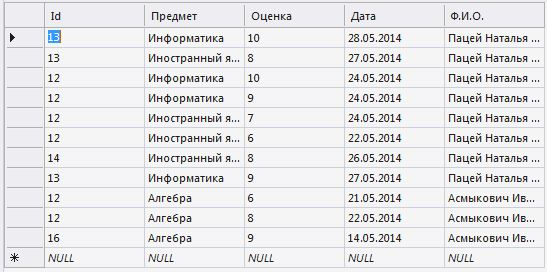 Id Предмет Оценка Дата Ф.И.О.
13 Информатика 10 28.05.2014 Пацей Наталья ...
13 Иностранный я... 8 27.05.2014 Пацей Наталья ...
12 Информатика 10 24.05.2014 Пацей Наталья ...
12 Информатика 9 24.05.2014 Пацей Наталья ...
12 Иностранный я... 7 24.05.2014 Пацей Наталья ...
12 Иностранный я... 6 22.05.2014 Пацей Наталья ...
14 Иностранный я... 8 26.05.2014 Пацей Наталья ...
13 Информатика 9 27.05.2014 Пацей Наталья ...
12 Алгебра 6 21.05.2014 Асмыкович Ив...
12 Алгебра 8 22.05.2014 Асмыкович Ив...
16 Алгебра 9 14.05.2014 Асмыкович Ив...
NULL NULL NULL NULL NULL